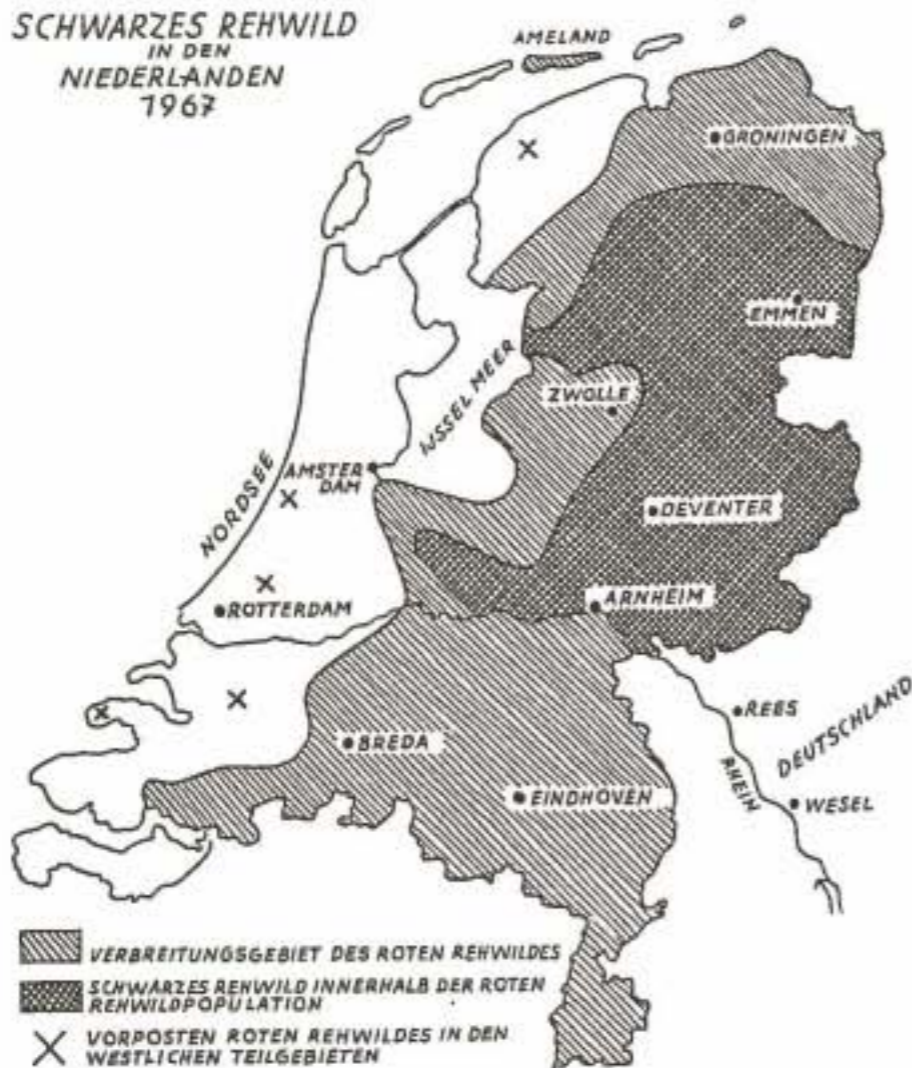 SCHWARZES REHWILD
IN DEN
NIEDERLANDEN
1967
AMELAND
GRONINGEN
EMMEN
IJSSEL MEER
ZWOLLE
NORDSEE
AMSTER
DAM
DEVENTER
ARNHEIM
ROTTERDAM
REES
DEUTSCHLAND
BREDA
RHEIN
EINDHOVEN
WESEL
VERBREITUNGSGEBIET DES ROTEN REHWILDES
SCHWARZES REHWILD INNERHALB DER ROTEN
REHWILDPOPULATION
VORPOSTEN ROTEN REHWILDES IN DEN
WESTLICHEN TEILGEBIETEN